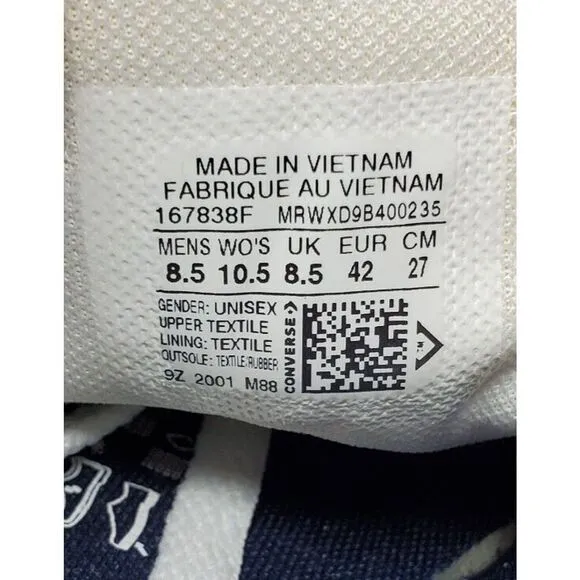 MADE IN VIETNAM
FABRIQUE AU VIETNAM
167838F MRWXD9B400235
MENS WO'S UK EUR CM
8.5 10.5 8.5 42 27
GENDER: UNISEX
UPPER TEXTILE
LINING: TEXTILE
OUTSOLE: TEXTILE:RUBBER
9Z 2001 M88
CONVERSE
TM